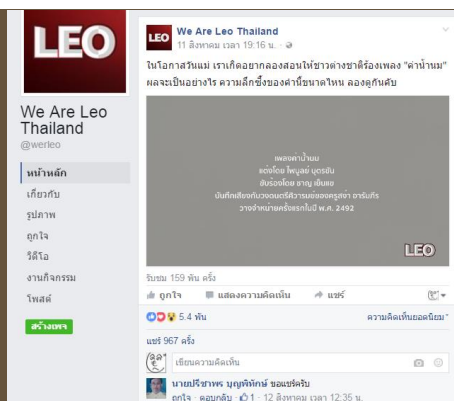 LEO
We Are Leo Thailand
@werleo
หน้าหลัก
เกี่ยวกับ
รูปภาพ
ถูกใจ
วิดีโอ
งานกิจกรรม
โพสต์
สร้างเพจ
LEO
We Are Leo Thailand
11 สิงหาคม เวลา 19:16 น. ·
ในโอกาสวันแม่ เราเกิดอยากลองสอนให้ชาวต่างชาติร้องเพลง "ค่าน้ำนม"
ผลจะเป็นอย่างไร ความลึกซึ้งของค่านี้ขนาดไหน ลองดูกันคับ
เพลงค่าน้ำนม
แต่งโดย ไพบูลย์ บุตรขัน
ขับร้องโดย ชาญ เย็นแข
บันทึกเสียงกับวงดนตรีศิวารมย์ของครูสง่า อารัมภีร
วางจำหน่ายครั้งแรกในปี พ.ศ. 2492
LEO
รับชม 159 พัน ครั้ง
ถูกใจ
แสดงความคิดเห็น
แชร์
5.4 พัน
ความคิดเห็นยอดนิยม
แชร์ 967 ครั้ง
เขียนความคิดเห็น
นายปรีชาพร บุญพิทักษ์ ขอแชร์ครับ
ถูกใจ · ตอบกลับ · 1 · 12 สิงหาคม เวลา 12:35 น.